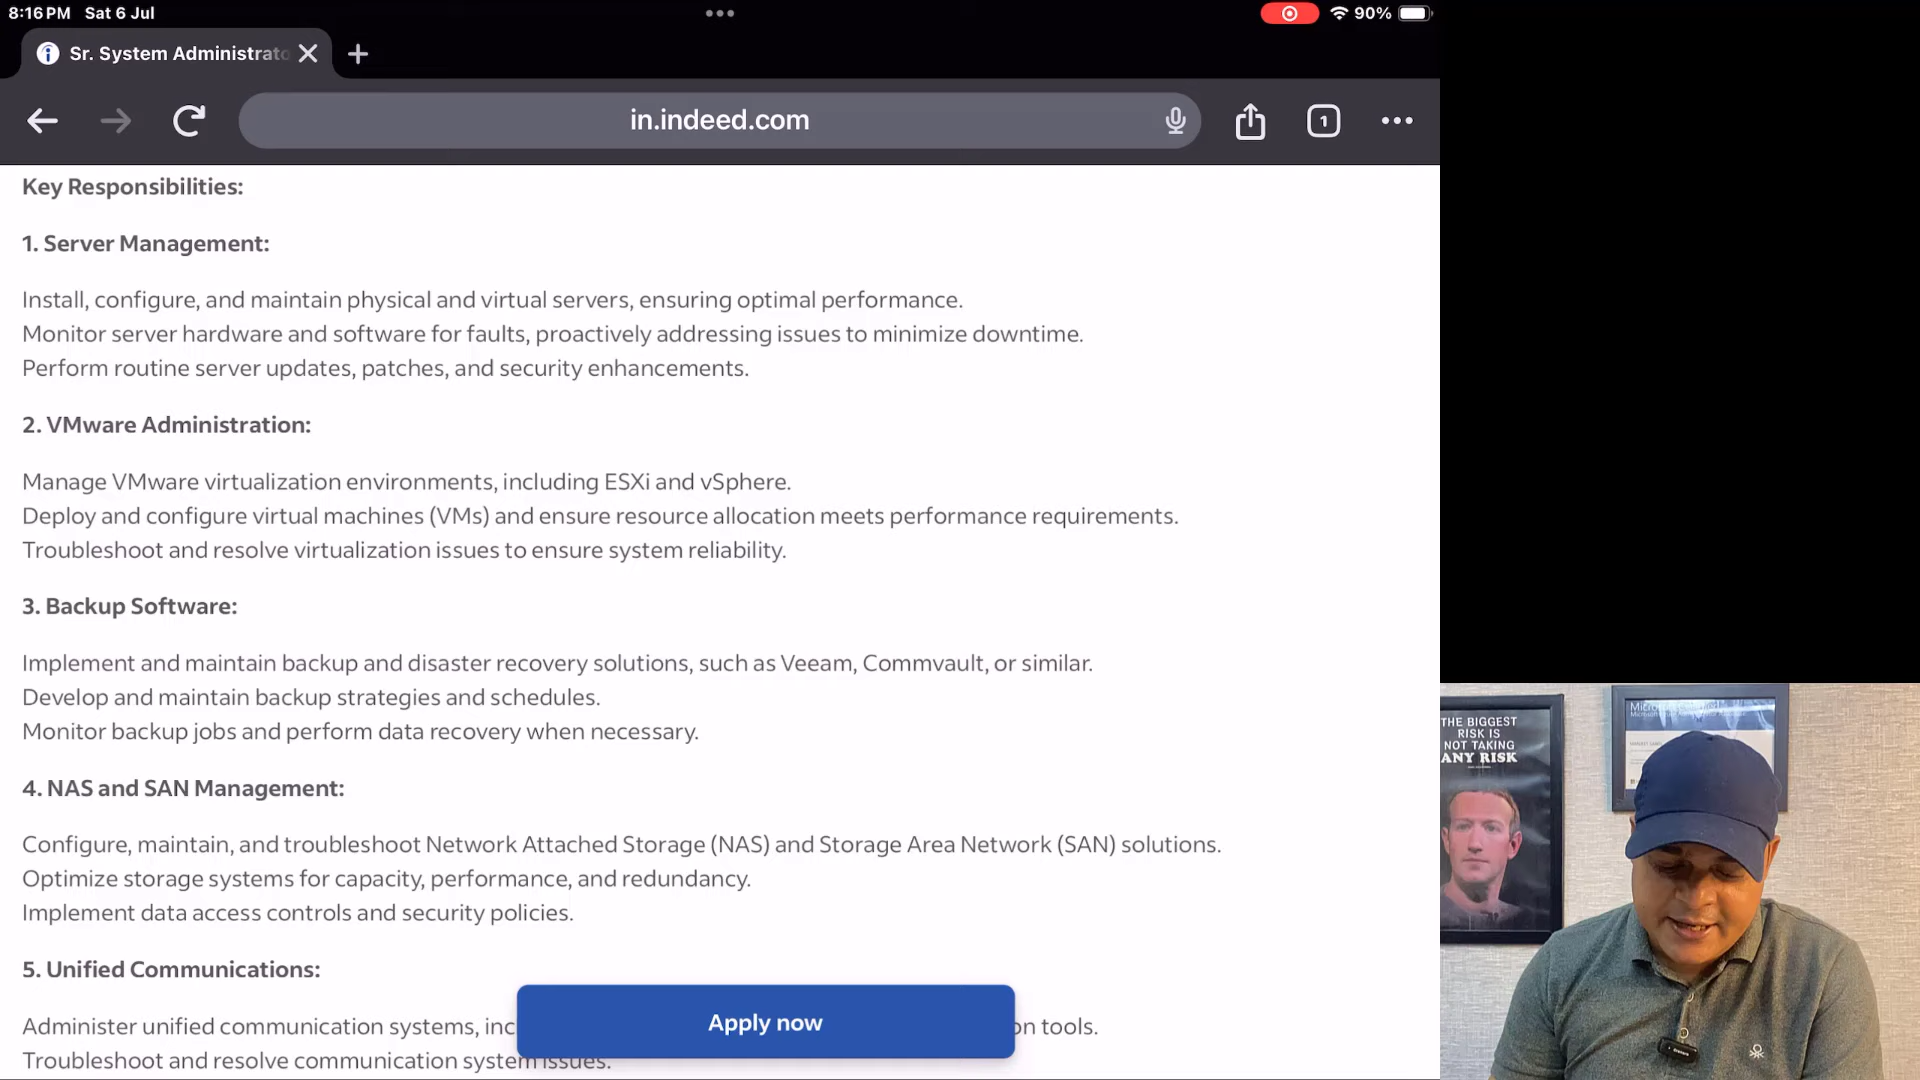 8:16 PM Sat 6 Jul
90%
Sr. System Administrato
in.indeed.com
1
Key Responsibilities:
1. Server Management:
Install, configure, and maintain physical and virtual servers, ensuring optimal performance.
Monitor server hardware and software for faults, proactively addressing issues to minimize downtime.
Perform routine server updates, patches, and security enhancements.
2. VMware Administration:
Manage VMware virtualization environments, including ESXi and vSphere.
Deploy and configure virtual machines (VMs) and ensure resource allocation meets performance requirements.
Troubleshoot and resolve virtualization issues to ensure system reliability.
3. Backup Software:
Implement and maintain backup and disaster recovery solutions, such as Veeam, Commvault, or similar.
Develop and maintain backup strategies and schedules.
Monitor backup jobs and perform data recovery when necessary.
4. NAS and SAN Management:
Configure, maintain, and troubleshoot Network Attached Storage (NAS) and Storage Area Network (SAN) solutions.
Optimize storage systems for capacity, performance, and redundancy.
Implement data access controls and security policies.
5. Unified Communications:
Administer unified communication systems, inc
on tools.
Troubleshoot and resolve communication system issues.
Apply now
THE BIGGEST
RISK IS
NOT TAKING
ANY RISK